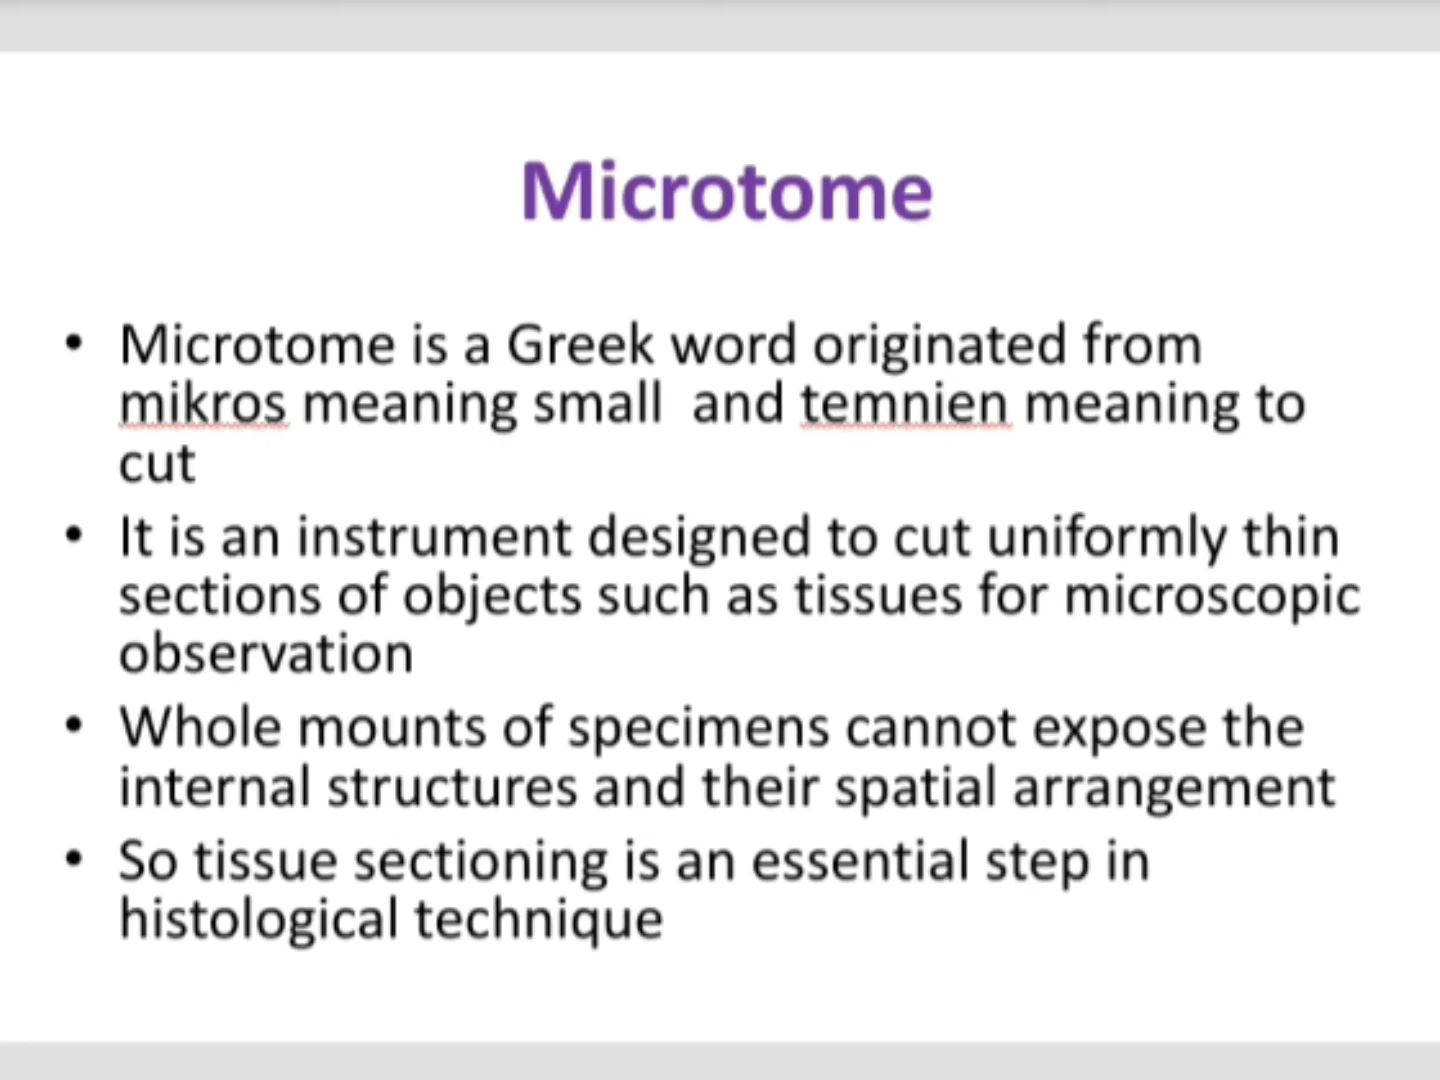 Microtome
• Microtome is a Greek word originated from
mikros meaning small  and temnien meaning to
cut
• It is an instrument designed to cut uniformly thin
sections of objects such as tissues for microscopic
observation
• Whole mounts of specimens cannot expose the
internal structures and their spatial arrangement
• So tissue sectioning is an essential step in
histological technique